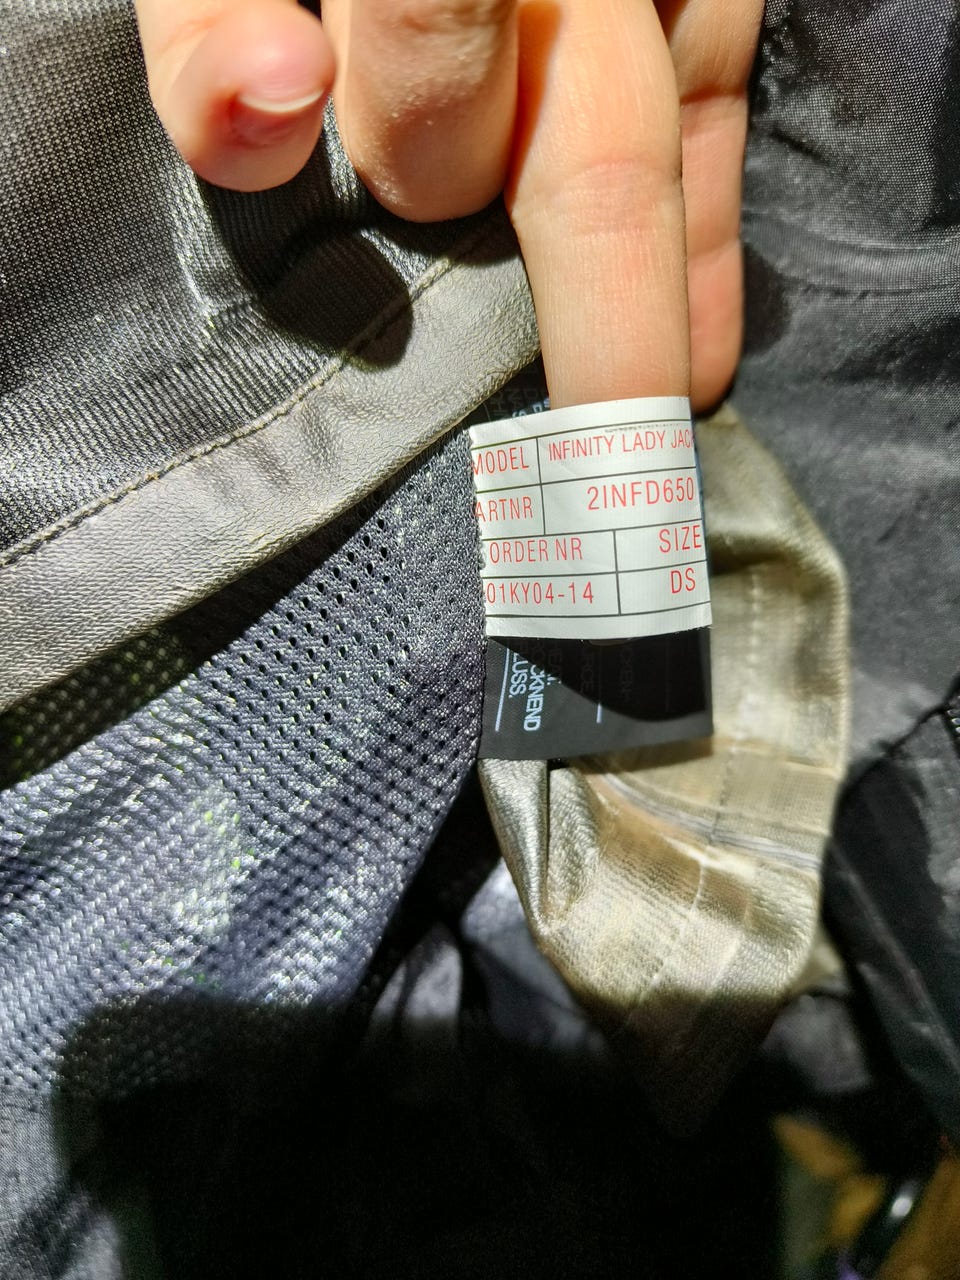 MODEL INFINITY LADY JAC
ARTNR 2INFD650
ORDER NR SIZE
01KY04-14 DS